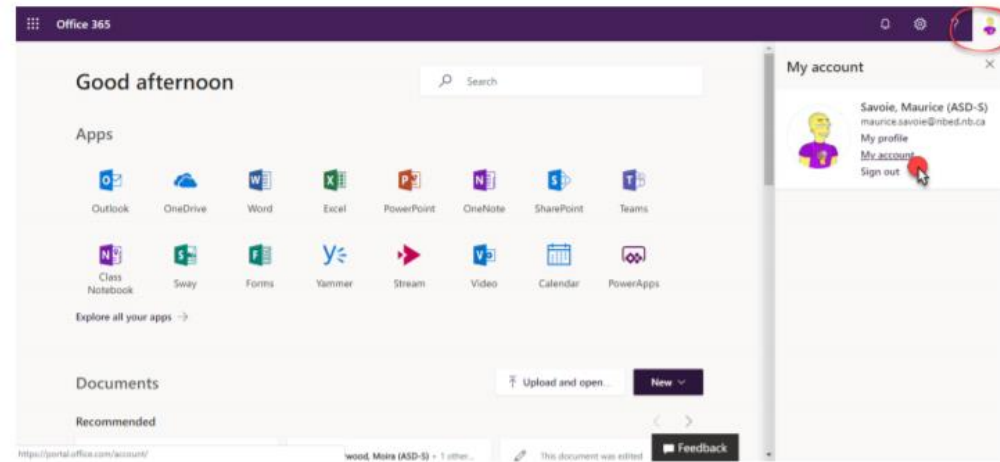 Office 365
?
Good afternoon
Search
Apps
Outlook
OneDrive
Word
Excel
PowerPoint
OneNote
SharePoint
Teams
Class
Notebook
Sway
Forms
Yammer
Stream
Video
Calendar
PowerApps
Explore all your apps →
Documents
Upload and open...
New
Recommended
wood, Moira (ASD-S) + 1 other...
This document was edited
Feedback
https://portal.office.com/account/
My account
Savoie, Maurice (ASD-S)
maurice.savoie@nbed.nb.ca
My profile
My account
Sign out